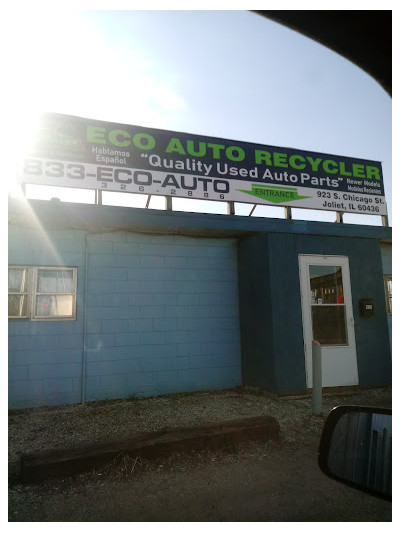 ECO AUTO RECYCLER
Hablamos
Español
"Quality Used Auto Parts"
Newer Models
Modelos Recientes
833-ECO-AUTO
326-2886
ENTRANCE
923 S. Chicago St.
Joliet, IL 60436